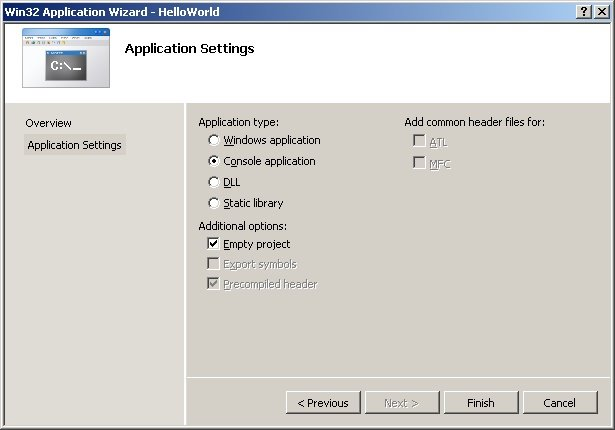 Win32 Application Wizard - HelloWorld
C:\_
Application Settings
Overview
Application Settings
Application type:
Windows application
Console application
DLL
Static library
Additional options:
Empty project
Export symbols
Precompiled header
Add common header files for:
ATL
MFC
< Previous
Next >
Finish
Cancel